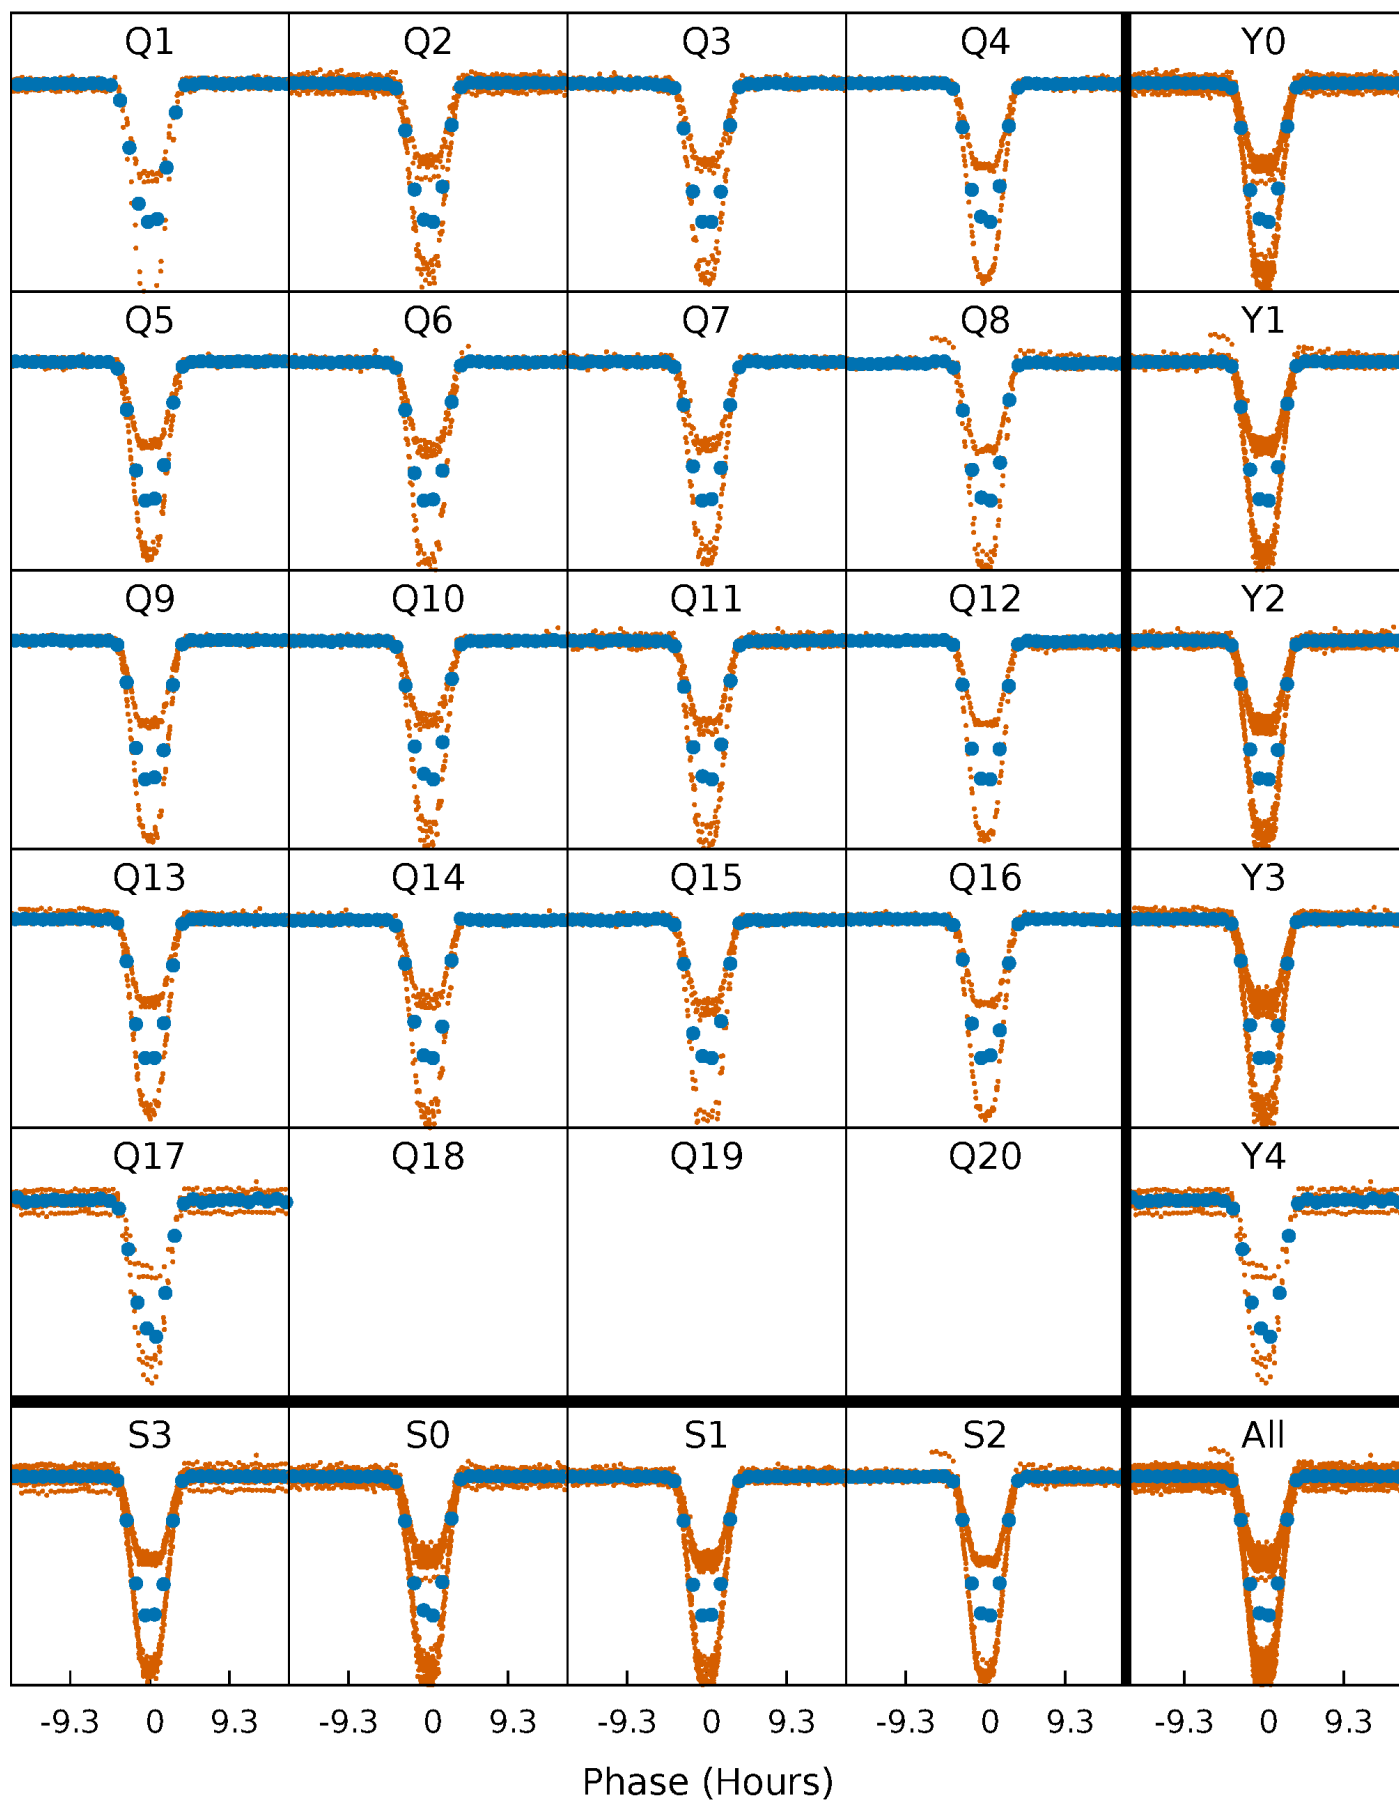 Q1 Q2 Q3 Q4 Y0
Q5 Q6 Q7 Q8 Y1
Q9 Q10 Q11 Q12 Y2
Q13 Q14 Q15 Q16 Y3
Q17 Q18 Q19 Q20 Y4
S3 S0 S1 S2 All
-9.3 0 9.3 -9.3 0 9.3 -9.3 0 9.3 -9.3 0 9.3 -9.3 0 9.3
Phase (Hours)